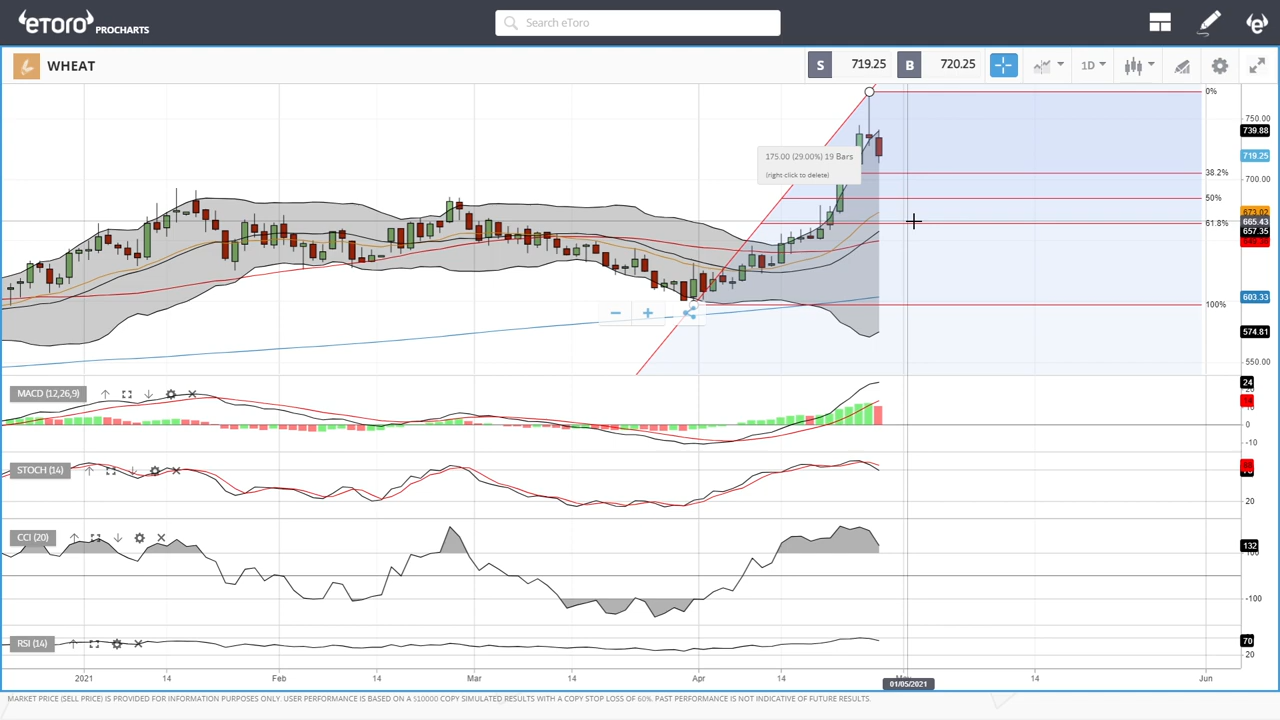 eTORO PROCHARTS
Search eToro
WHEAT
S 719.25 B 720.25
1D
0%
750.00
739.88
175.00 (29.00%) 19 Bars
(right click to delete)
719.25
38.2%
700.00
50%
673.02
665.43
61.8%
657.35
603.33
100%
574.81
550.00
MACD (12,26,9)
24
0
-10
STOCH (14)
20
CCI (20)
132
100
-100
RSI (14)
70
20
2021 14 Feb 14 Mar 14 Apr 14 14 Jun
01/05/2021
MARKET PRICE (SELL PRICE) IS PROVIDED FOR INFORMATION PURPOSES ONLY. USER PERFORMANCE IS BASED ON A $10000 COPY SIMULATED RESULTS WITH A COPY STOP LOSS OF 60%. PAST PERFORMANCE IS NOT INDICATIVE OF FUTURE RESULTS.